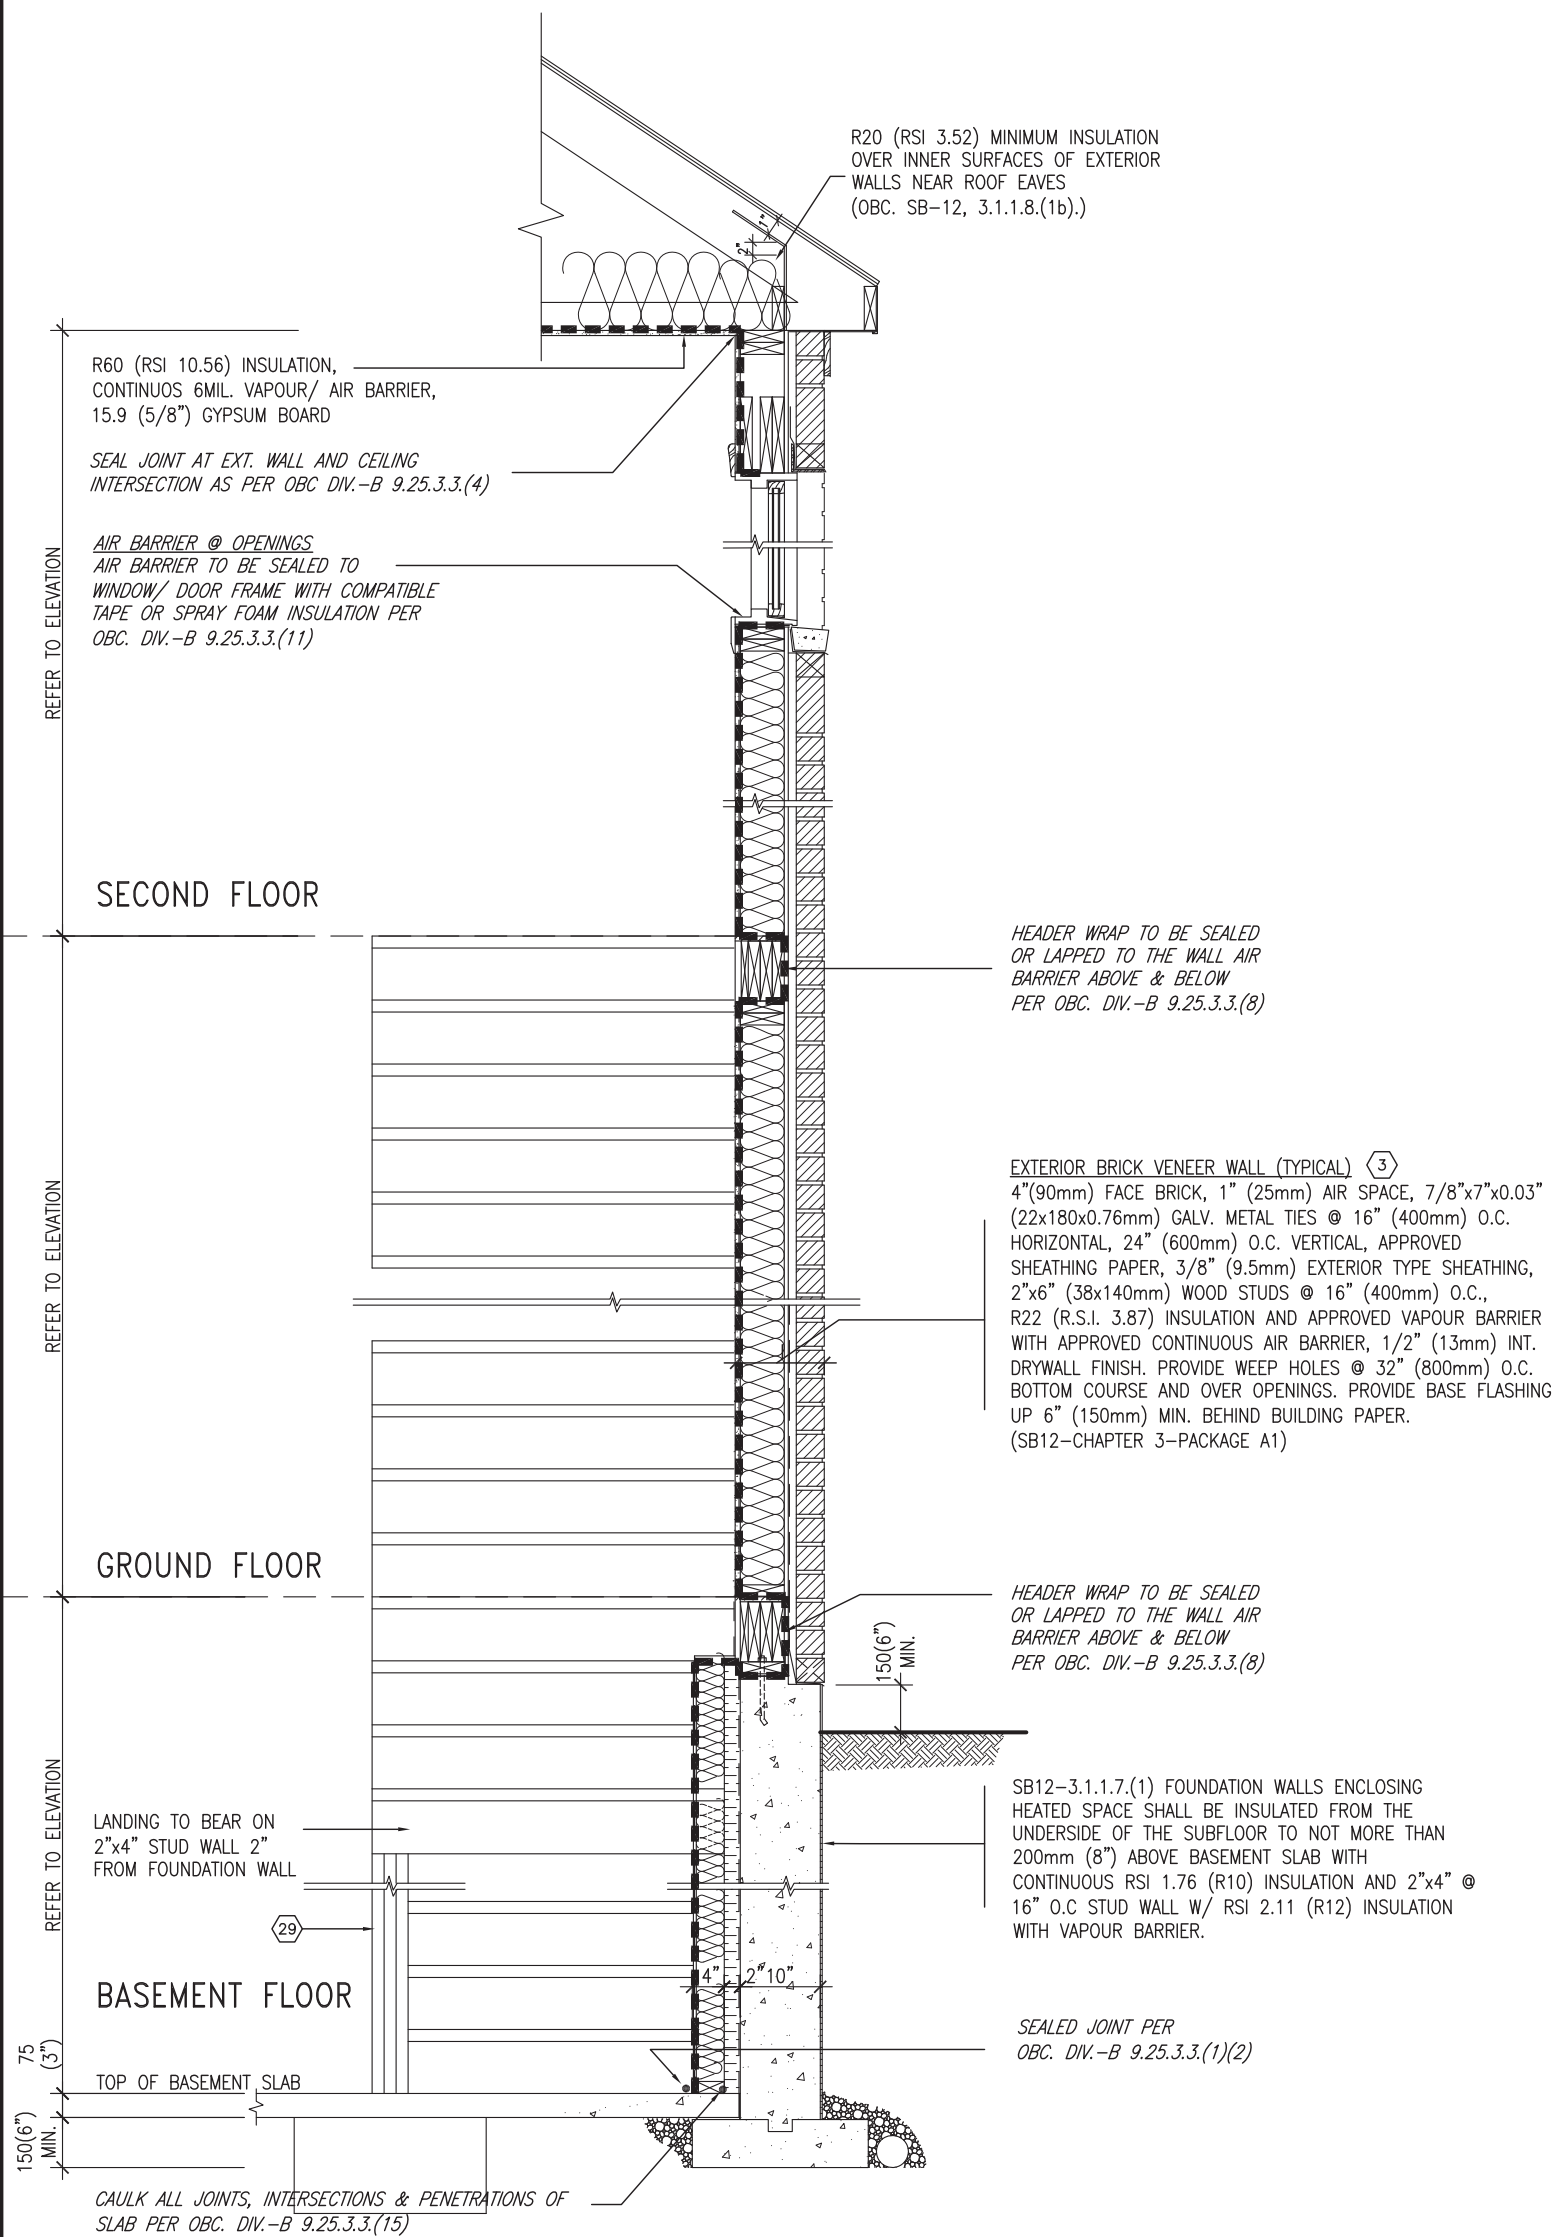 R20 (RSI 3.52) MINIMUM INSULATION
OVER INNER SURFACES OF EXTERIOR
WALLS NEAR ROOF EAVES
(OBC. SB-12, 3.1.1.8.(1b).)
1"
2"
R60 (RSI 10.56) INSULATION,
CONTINUOS 6MIL. VAPOUR/ AIR BARRIER,
15.9 (5/8") GYPSUM BOARD
SEAL JOINT AT EXT. WALL AND CEILING
INTERSECTION AS PER OBC DIV.-B 9.25.3.3.(4)
AIR BARRIER @ OPENINGS
AIR BARRIER TO BE SEALED TO
WINDOW/ DOOR FRAME WITH COMPATIBLE
TAPE OR SPRAY FOAM INSULATION PER
OBC. DIV.-B 9.25.3.3.(11)
REFER TO ELEVATION
SECOND FLOOR
HEADER WRAP TO BE SEALED
OR LAPPED TO THE WALL AIR
BARRIER ABOVE & BELOW
PER OBC. DIV.-B 9.25.3.3.(8)
REFER TO ELEVATION
EXTERIOR BRICK VENEER WALL (TYPICAL) 3
4"(90mm) FACE BRICK, 1" (25mm) AIR SPACE, 7/8"x7"x0.03"
(22x180x0.76mm) GALV. METAL TIES @ 16" (400mm) O.C.
HORIZONTAL, 24" (600mm) O.C. VERTICAL, APPROVED
SHEATHING PAPER, 3/8" (9.5mm) EXTERIOR TYPE SHEATHING,
2"x6" (38x140mm) WOOD STUDS @ 16" (400mm) O.C.,
R22 (R.S.I. 3.87) INSULATION AND APPROVED VAPOUR BARRIER
WITH APPROVED CONTINUOUS AIR BARRIER, 1/2" (13mm) INT.
DRYWALL FINISH. PROVIDE WEEP HOLES @ 32" (800mm) O.C.
BOTTOM COURSE AND OVER OPENINGS. PROVIDE BASE FLASHING
UP 6" (150mm) MIN. BEHIND BUILDING PAPER.
(SB12-CHAPTER 3-PACKAGE A1)
GROUND FLOOR
HEADER WRAP TO BE SEALED
OR LAPPED TO THE WALL AIR
BARRIER ABOVE & BELOW
PER OBC. DIV.-B 9.25.3.3.(8)
150(6")
MIN.
REFER TO ELEVATION
LANDING TO BEAR ON
2"x4" STUD WALL 2"
FROM FOUNDATION WALL
29
SB12-3.1.1.7.(1) FOUNDATION WALLS ENCLOSING
HEATED SPACE SHALL BE INSULATED FROM THE
UNDERSIDE OF THE SUBFLOOR TO NOT MORE THAN
200mm (8") ABOVE BASEMENT SLAB WITH
CONTINUOUS RSI 1.76 (R10) INSULATION AND 2"x4" @
16" O.C STUD WALL W/ RSI 2.11 (R12) INSULATION
WITH VAPOUR BARRIER.
BASEMENT FLOOR
4" 2" 10"
SEALED JOINT PER
OBC. DIV.-B 9.25.3.3.(1)(2)
75
(3")
TOP OF BASEMENT SLAB
150(6")
MIN.
CAULK ALL JOINTS, INTERSECTIONS & PENETRATIONS OF
SLAB PER OBC. DIV.-B 9.25.3.3.(15)